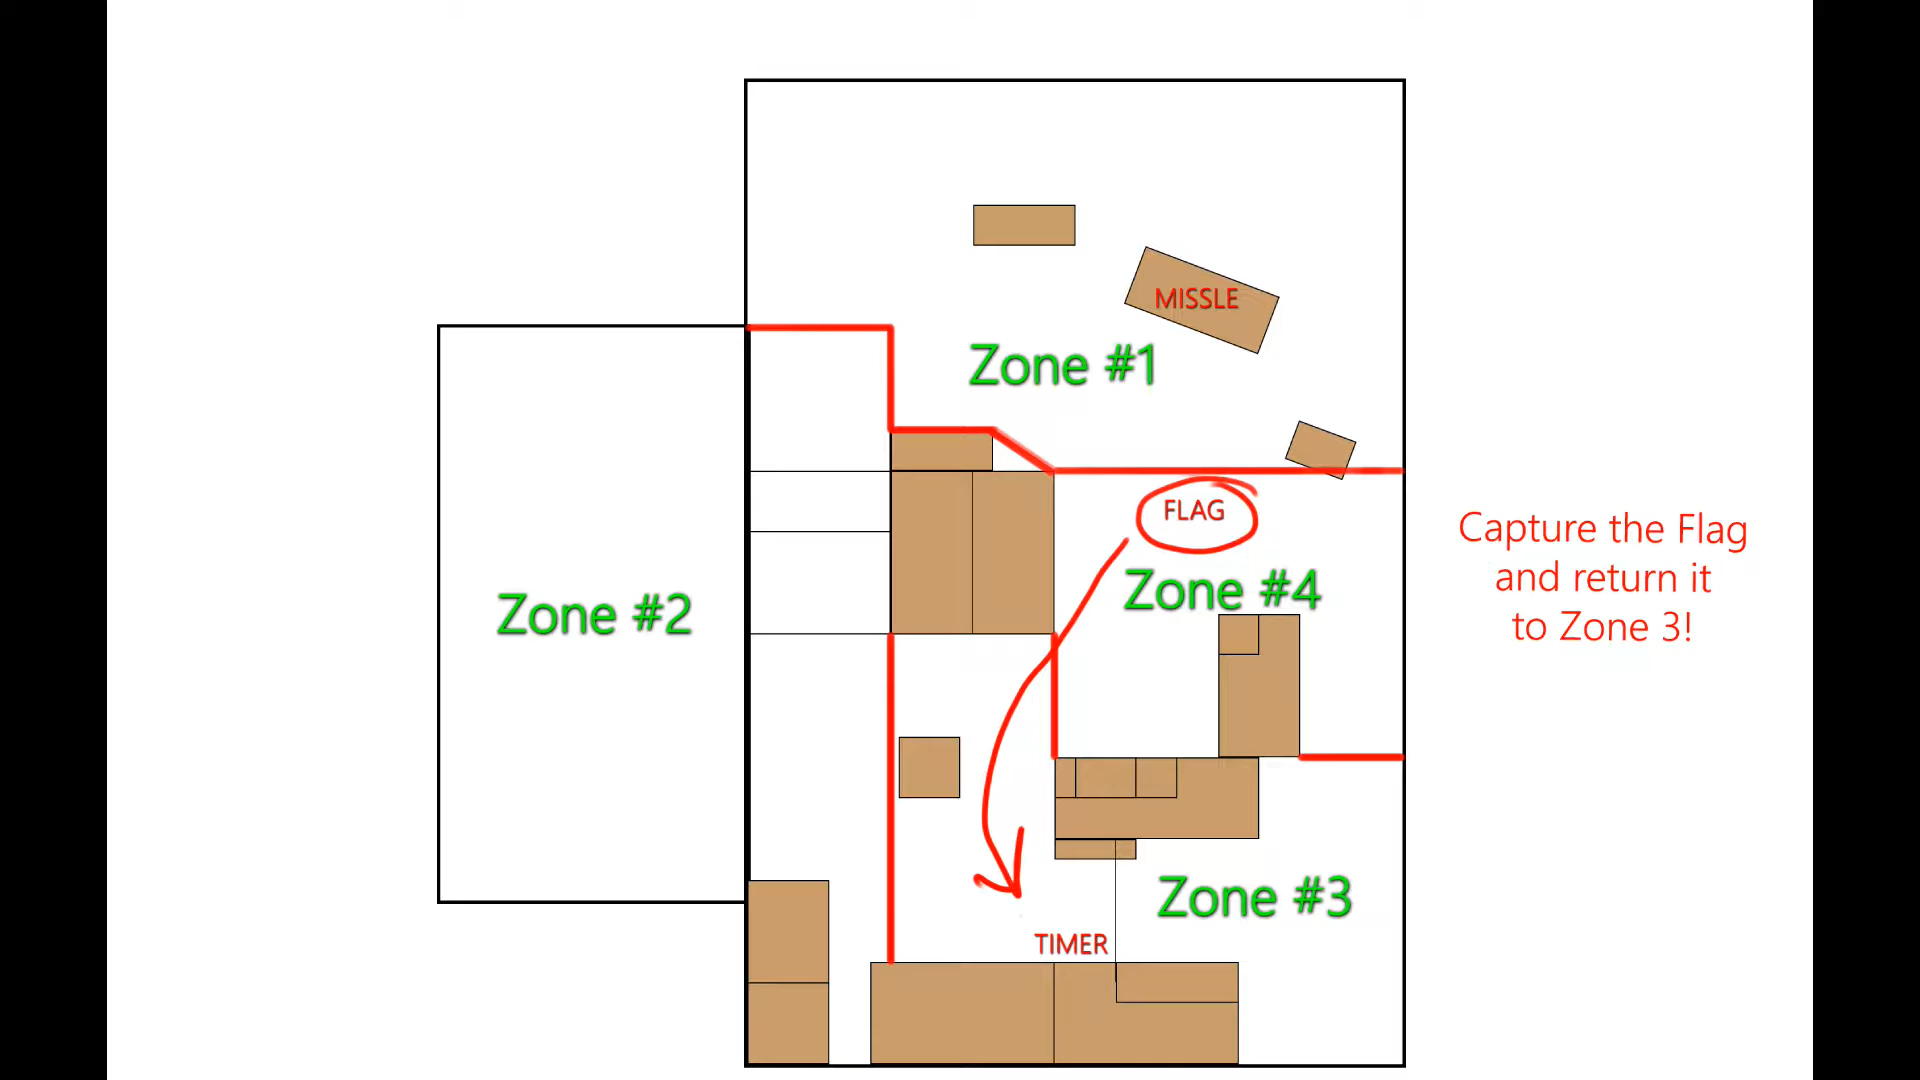 MISSLE
Zone #1
FLAG
Capture the Flag
and return it
to Zone 3!
Zone #4
Zone #2
Zone #3
TIMER